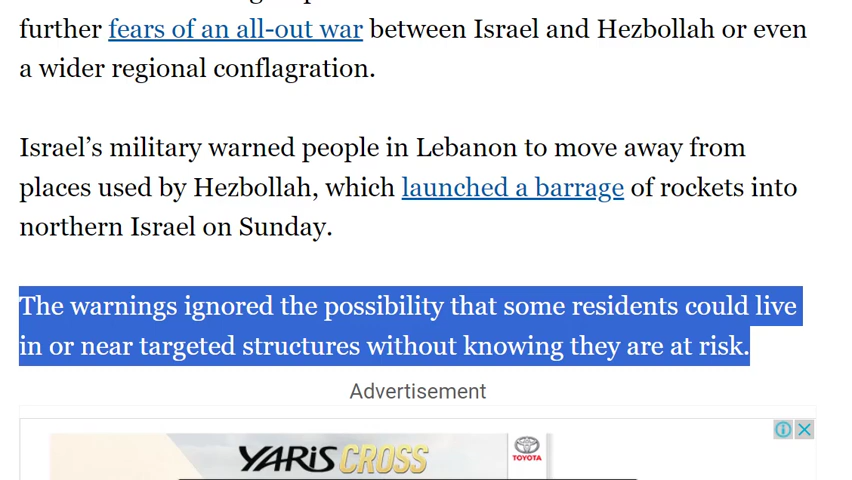 further fears of an all-out war between Israel and Hezbollah or even
a wider regional conflagration.
Israel’s military warned people in Lebanon to move away from
places used by Hezbollah, which launched a barrage of rockets into
northern Israel on Sunday.
The warnings ignored the possibility that some residents could live
in or near targeted structures without knowing they are at risk.
Advertisement
YARiS CROSS
TOYOTA